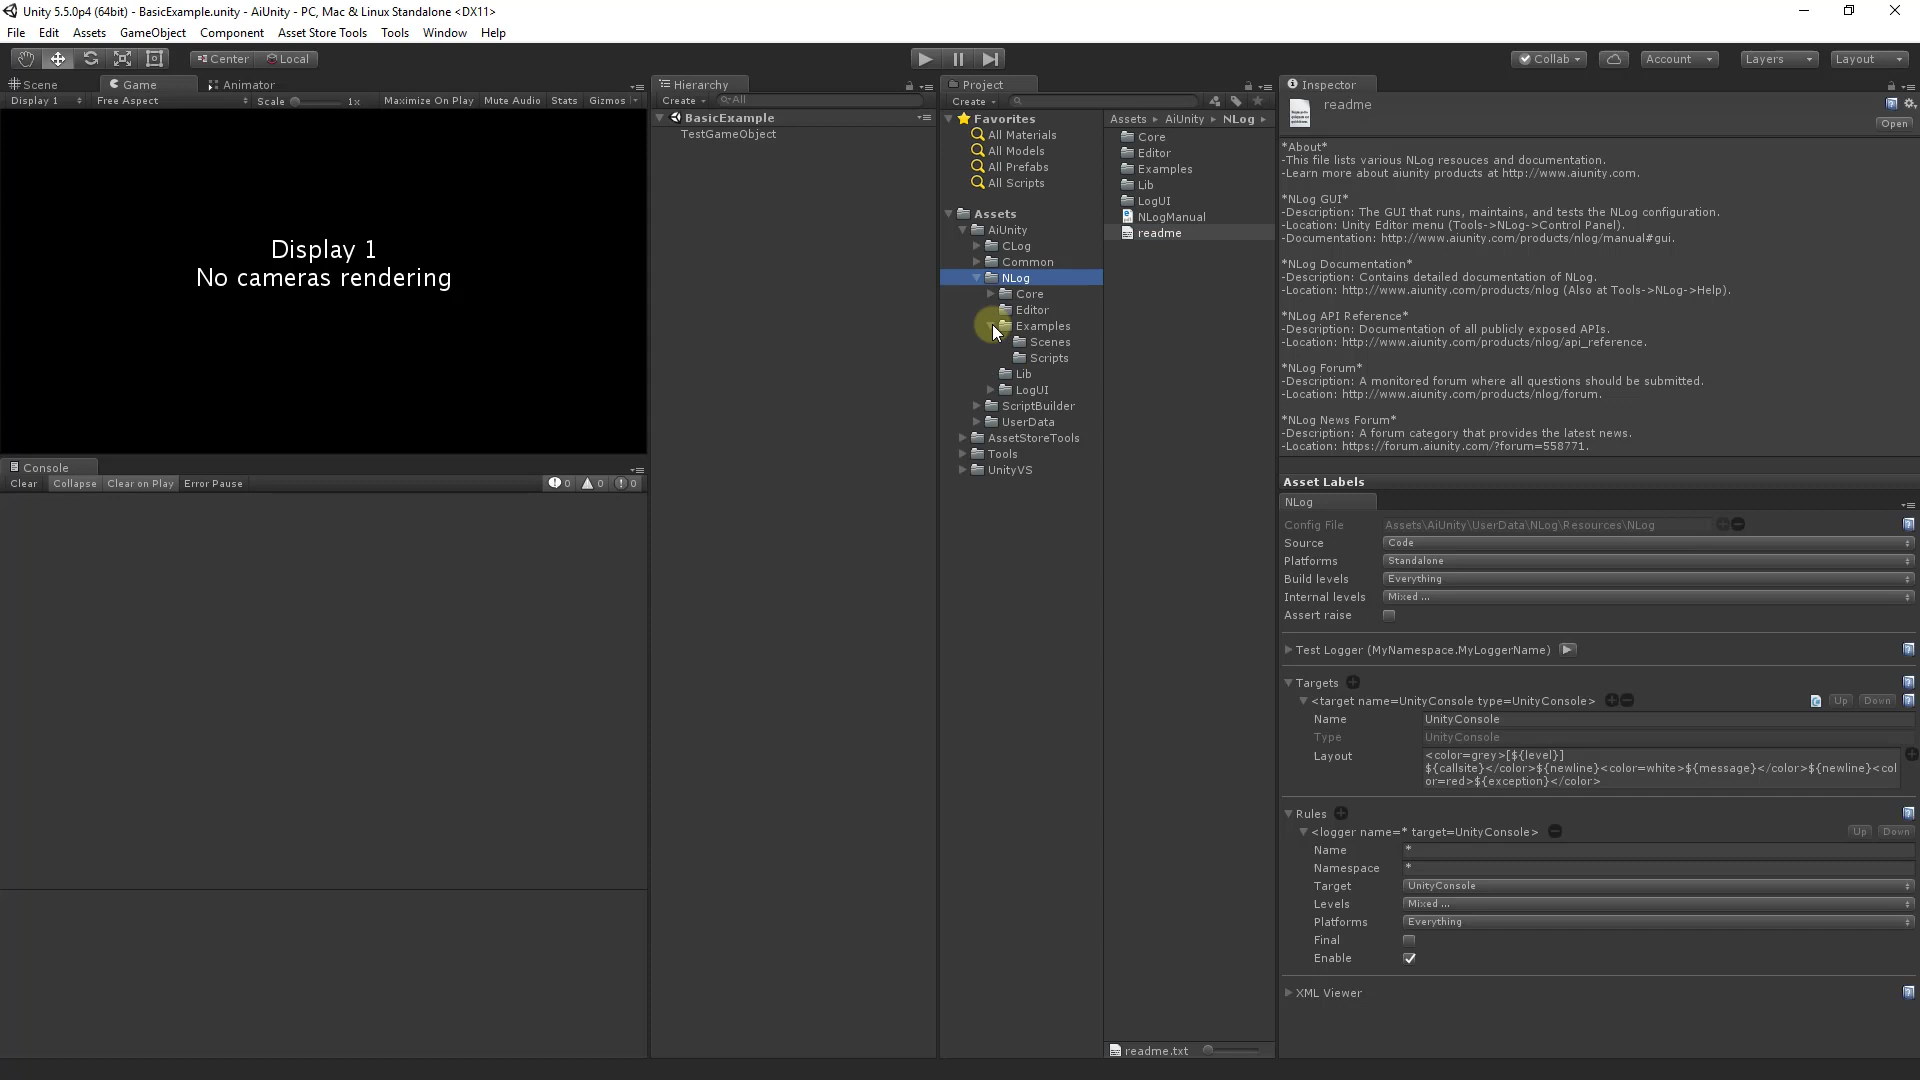 Unity 5.5.0p4 (64bit) - BasicExample.unity - AiUnity - PC, Mac & Linux Standalone <DX11>
File Edit Assets GameObject Component Asset Store Tools Tools Window Help
Center Local
Collab Account Layers Layout
Scene Game Animator
Display 1 Free Aspect Scale 1x Maximize On Play Mute Audio Stats Gizmos
Display 1
No cameras rendering
Console
Clear Collapse Clear on Play Error Pause 0 0 0
Hierarchy
Create All
BasicExample
TestGameObject
Project
Create
Favorites
All Materials
All Models
All Prefabs
All Scripts
Assets
AiUnity
CLog
Common
NLog
Core
Editor
Examples
Scenes
Scripts
Lib
LogUI
ScriptBuilder
UserData
AssetStoreTools
Tools
UnityVS
Assets AiUnity NLog
Core
Editor
Examples
Lib
LogUI
NLogManual
readme
readme.txt
Inspector
readme
Open
*About*
-This file lists various NLog resouces and documentation.
-Learn more about aiunity products at http://www.aiunity.com.
*NLog GUI*
-Description: The GUI that runs, maintains, and tests the NLog configuration.
-Location: Unity Editor menu (Tools->NLog->Control Panel).
-Documentation: http://www.aiunity.com/products/nlog/manual#gui.
*NLog Documentation*
-Description: Contains detailed documentation of NLog.
-Location: http://www.aiunity.com/products/nlog (Also at Tools->NLog->Help).
*NLog API Reference*
-Description: Documentation of all publicly exposed APIs.
-Location: http://www.aiunity.com/products/nlog/api_reference.
*NLog Forum*
-Description: A monitored forum where all questions should be submitted.
-Location: http://www.aiunity.com/products/nlog/forum.
*NLog News Forum*
-Description: A forum category that provides the latest news.
-Location: https://forum.aiunity.com/?forum=558771.
Asset Labels
NLog
Config File Assets\AiUnity\UserData\NLog\Resources\NLog
Source Code
Platforms Standalone
Build levels Everything
Internal levels Mixed ...
Assert raise
Test Logger (MyNamespace.MyLoggerName)
Targets
<target name=UnityConsole type=UnityConsole> Up Down
Name UnityConsole
Type UnityConsole
Layout <color=grey>[${level}]
${callsite}</color>${newline}<color=white>${message}</color>${newline}<col
or=red>${exception}</color>
Rules
<logger name=* target=UnityConsole> Up Down
Name *
Namespace *
Target UnityConsole
Levels Mixed ...
Platforms Everything
Final
Enable
XML Viewer